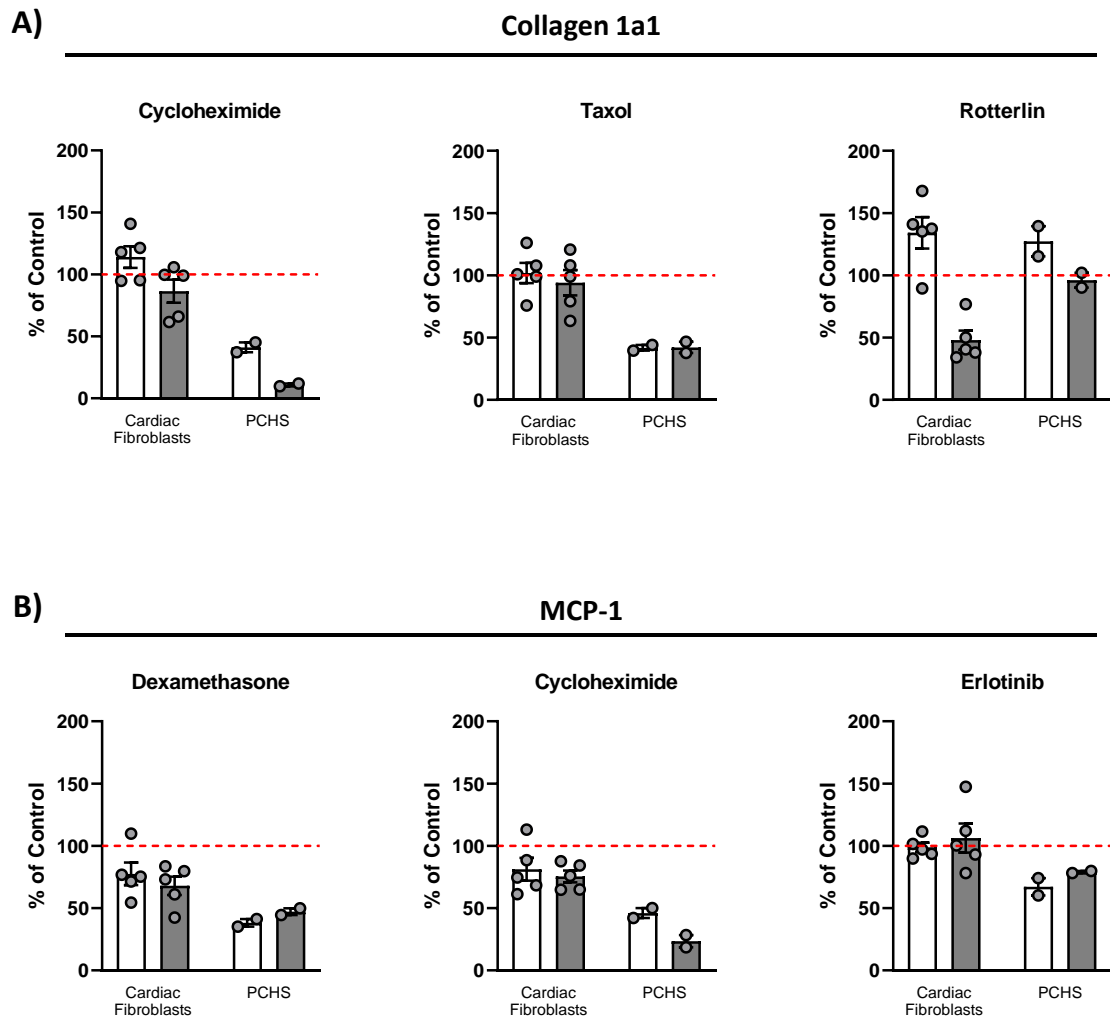 A)
Collagen 1a1
Cycloheximide
Taxol
Rotterlin
% of Control
200
150
100
50
0
Cardiac
Fibroblasts
PCHS
% of Control
200
150
100
50
0
Cardiac
Fibroblasts
PCHS
% of Control
200
150
100
50
0
Cardiac
Fibroblasts
PCHS
B)
MCP-1
Dexamethasone
Cycloheximide
Erlotinib
% of Control
200
150
100
50
0
Cardiac
Fibroblasts
PCHS
% of Control
200
150
100
50
0
Cardiac
Fibroblasts
PCHS
% of Control
200
150
100
50
0
Cardiac
Fibroblasts
PCHS